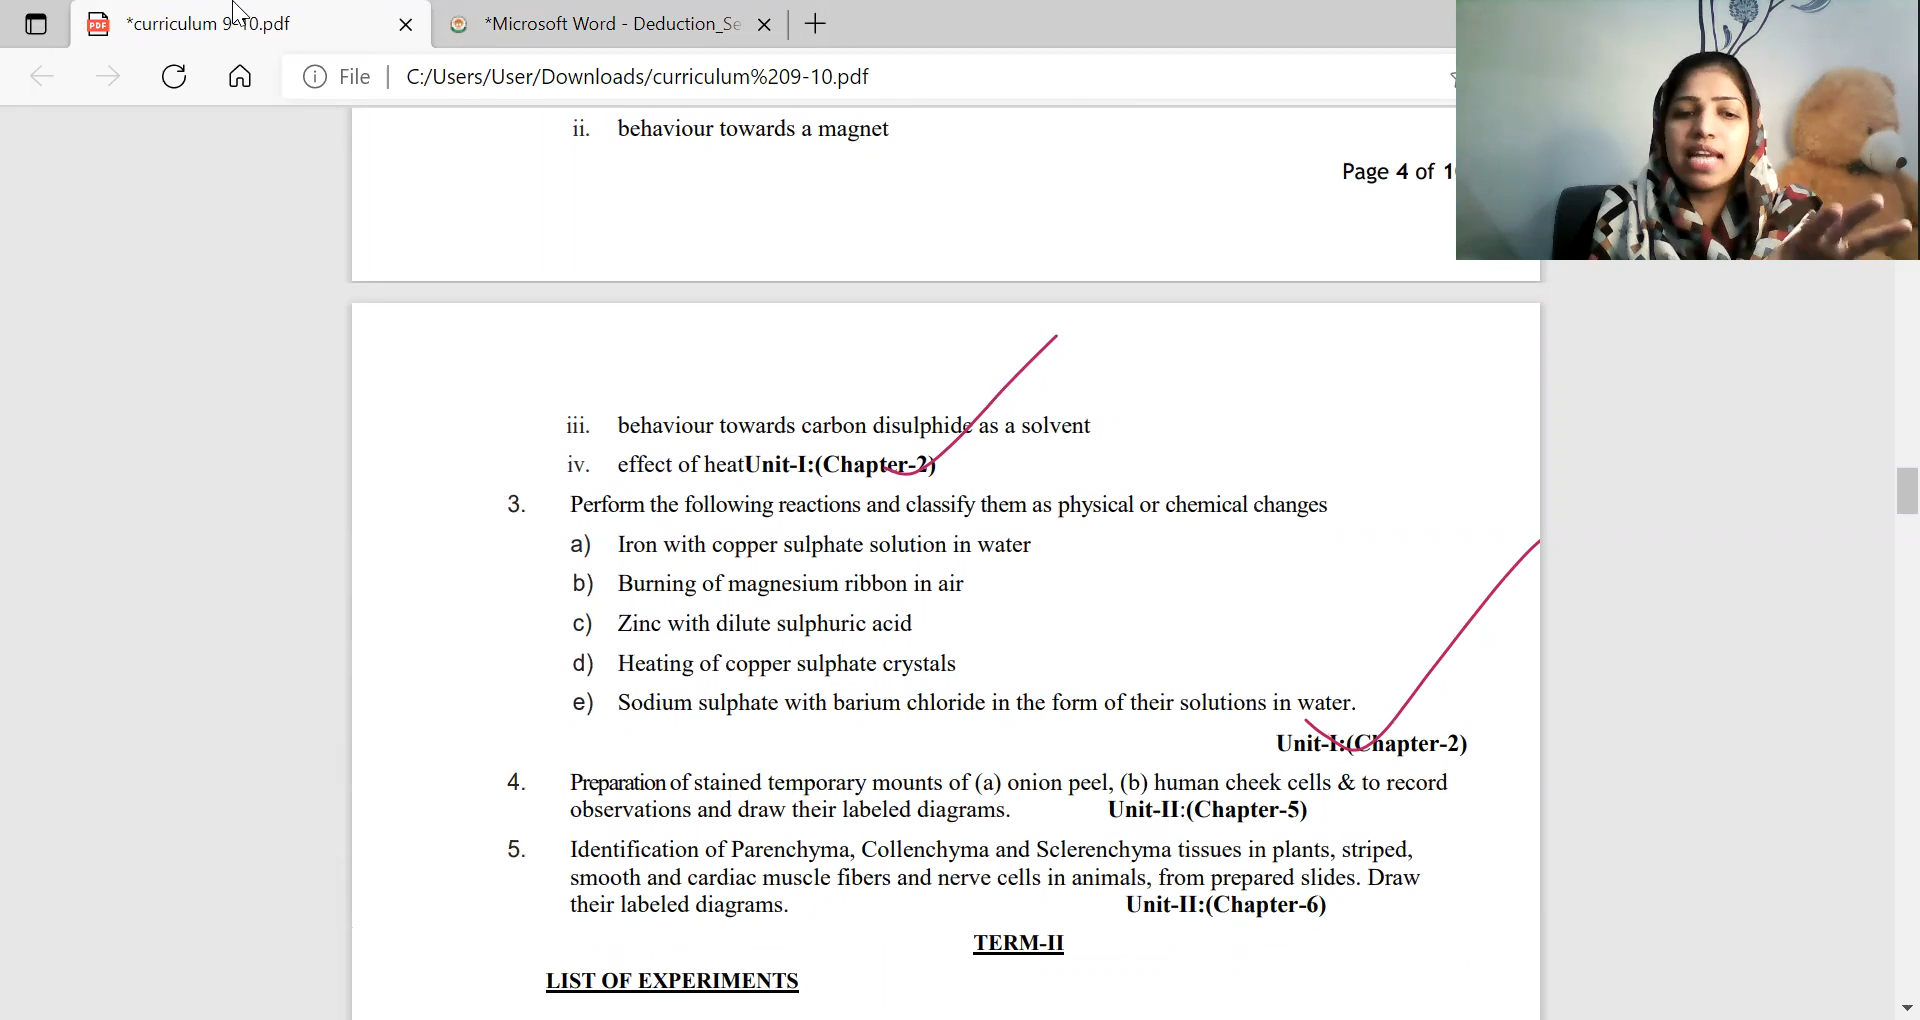 *curriculum 9-10.pdf
*Microsoft Word - Deduction_Se
File
C:/Users/User/Downloads/curriculum%209-10.pdf
ii. behaviour towards a magnet
Page 4 of 1
iii. behaviour towards carbon disulphide as a solvent
iv. effect of heatUnit-I:(Chapter-2)
3. Perform the following reactions and classify them as physical or chemical changes
a) Iron with copper sulphate solution in water
b) Burning of magnesium ribbon in air
c) Zinc with dilute sulphuric acid
d) Heating of copper sulphate crystals
e) Sodium sulphate with barium chloride in the form of their solutions in water.
Unit-I:(Chapter-2)
4. Preparation of stained temporary mounts of (a) onion peel, (b) human cheek cells & to record
observations and draw their labeled diagrams. Unit-II:(Chapter-5)
5. Identification of Parenchyma, Collenchyma and Sclerenchyma tissues in plants, striped,
smooth and cardiac muscle fibers and nerve cells in animals, from prepared slides. Draw
their labeled diagrams. Unit-II:(Chapter-6)
TERM-II
LIST OF EXPERIMENTS